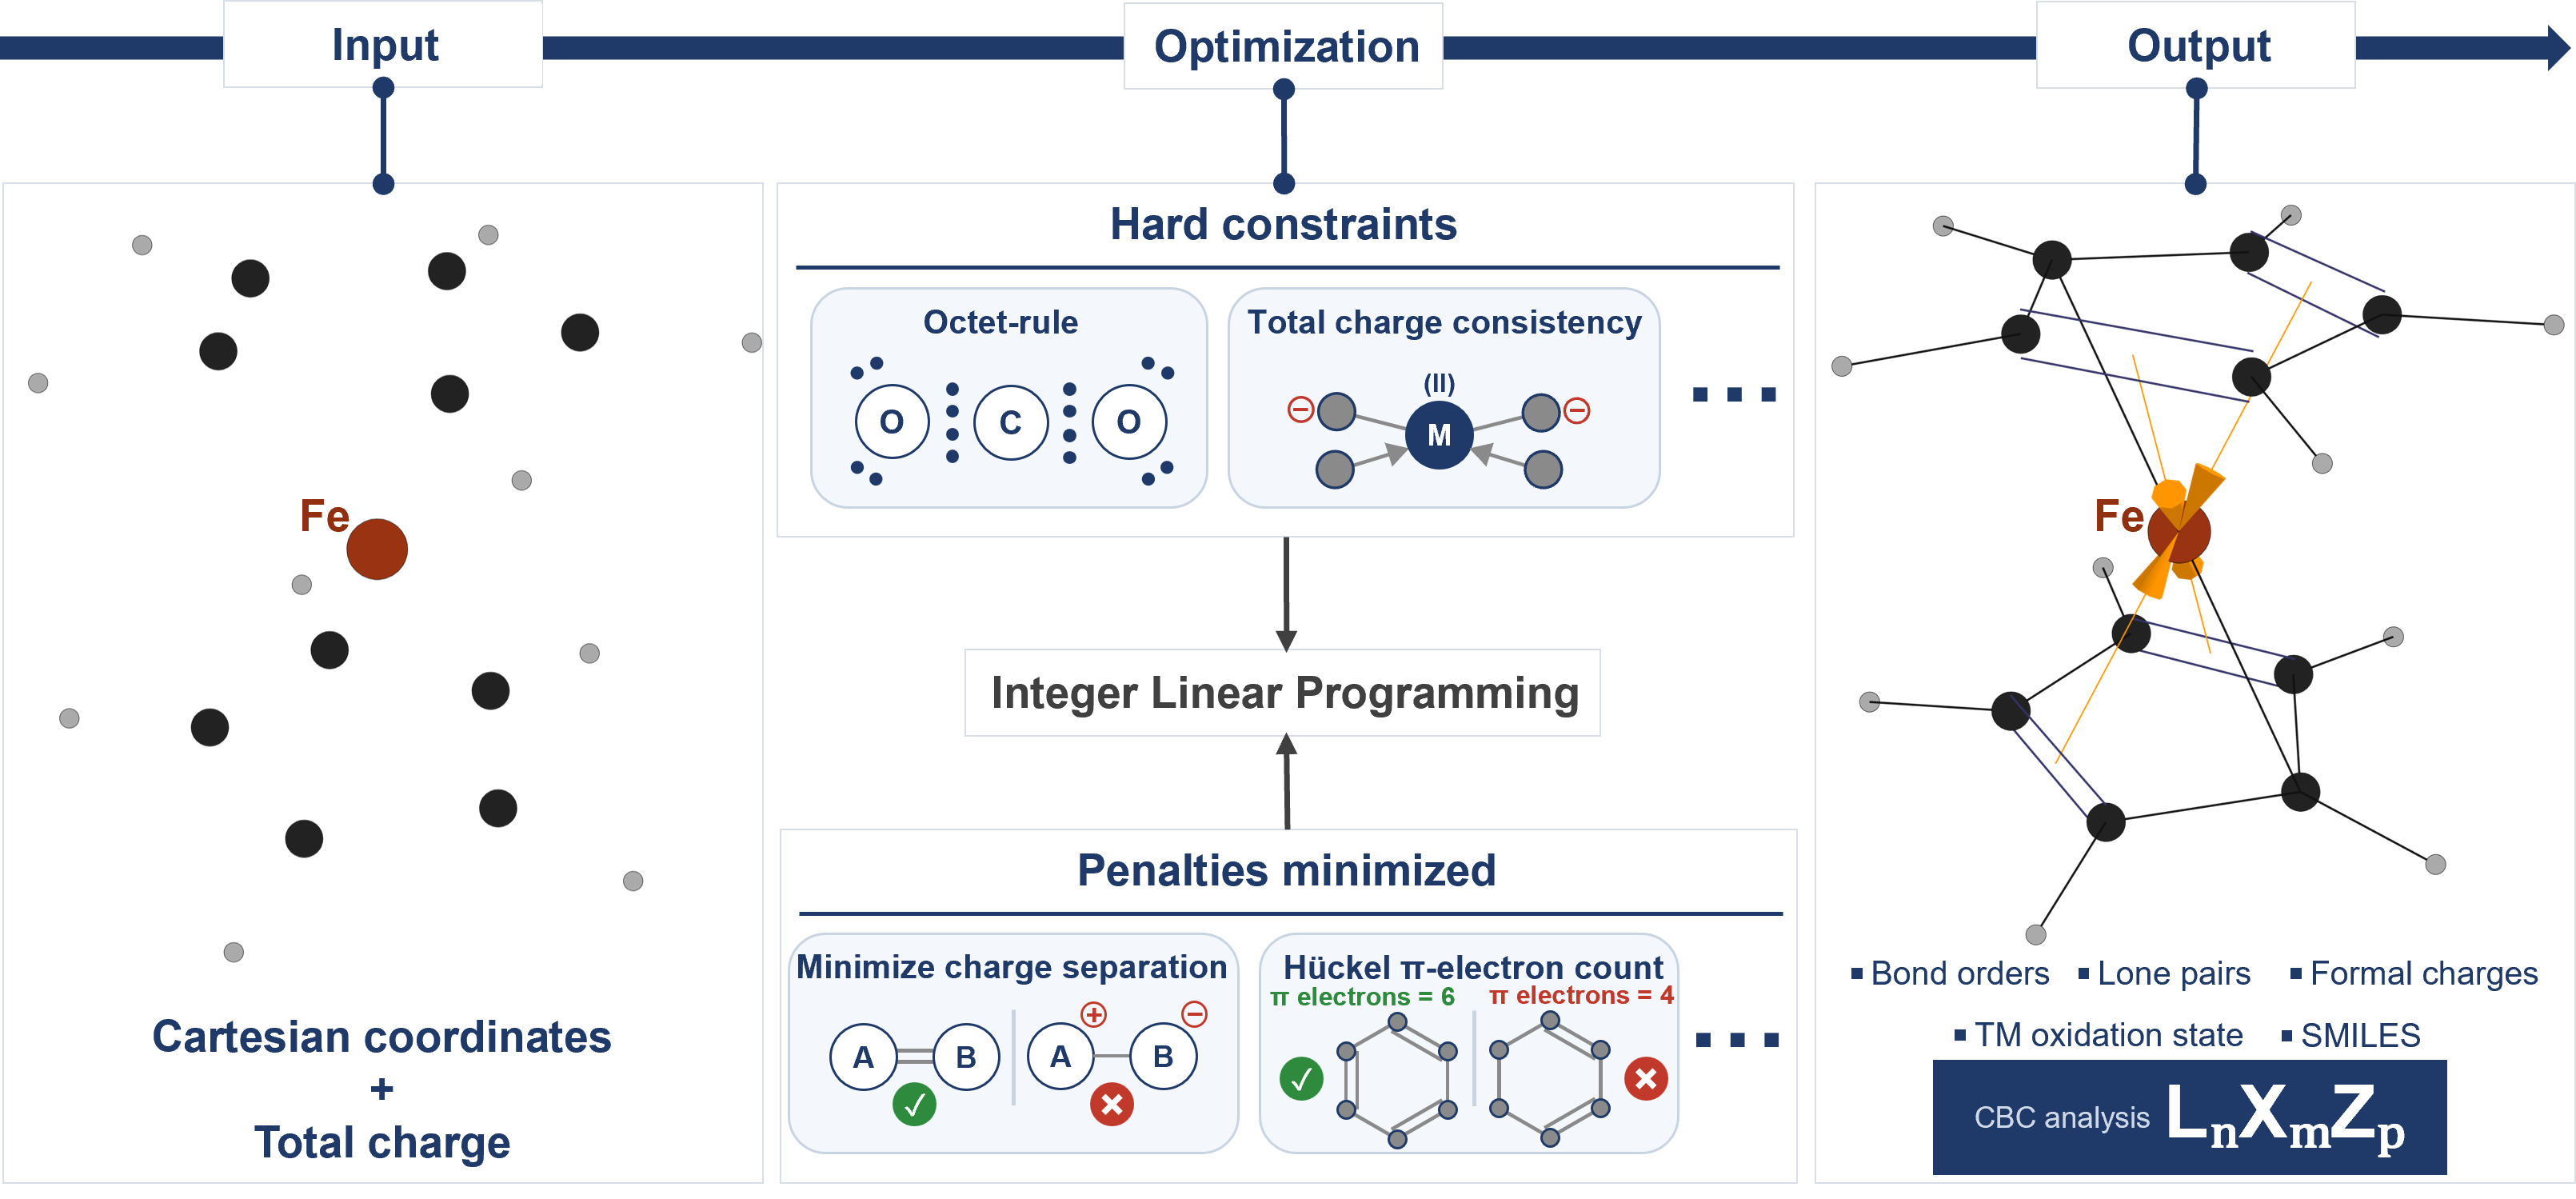 Input
Optimization
Output
Fe
Cartesian coordinates
+
Total charge
Hard constraints
Octet-rule
O C O
Total charge consistency
(II)
− M −
...
Integer Linear Programming
Penalties minimized
Minimize charge separation
A B
✓
+ −
A B
✖
Hückel π-electron count
π electrons = 6
✓
π electrons = 4
✖
...
Fe
▪ Bond orders ▪ Lone pairs ▪ Formal charges
▪ TM oxidation state ▪ SMILES
CBC analysis LnXmZp